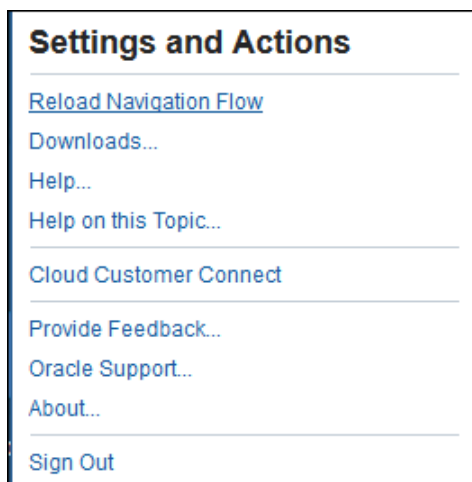 Settings and Actions
Reload Navigation Flow
Downloads...
Help...
Help on this Topic...
Cloud Customer Connect
Provide Feedback...
Oracle Support...
About...
Sign Out